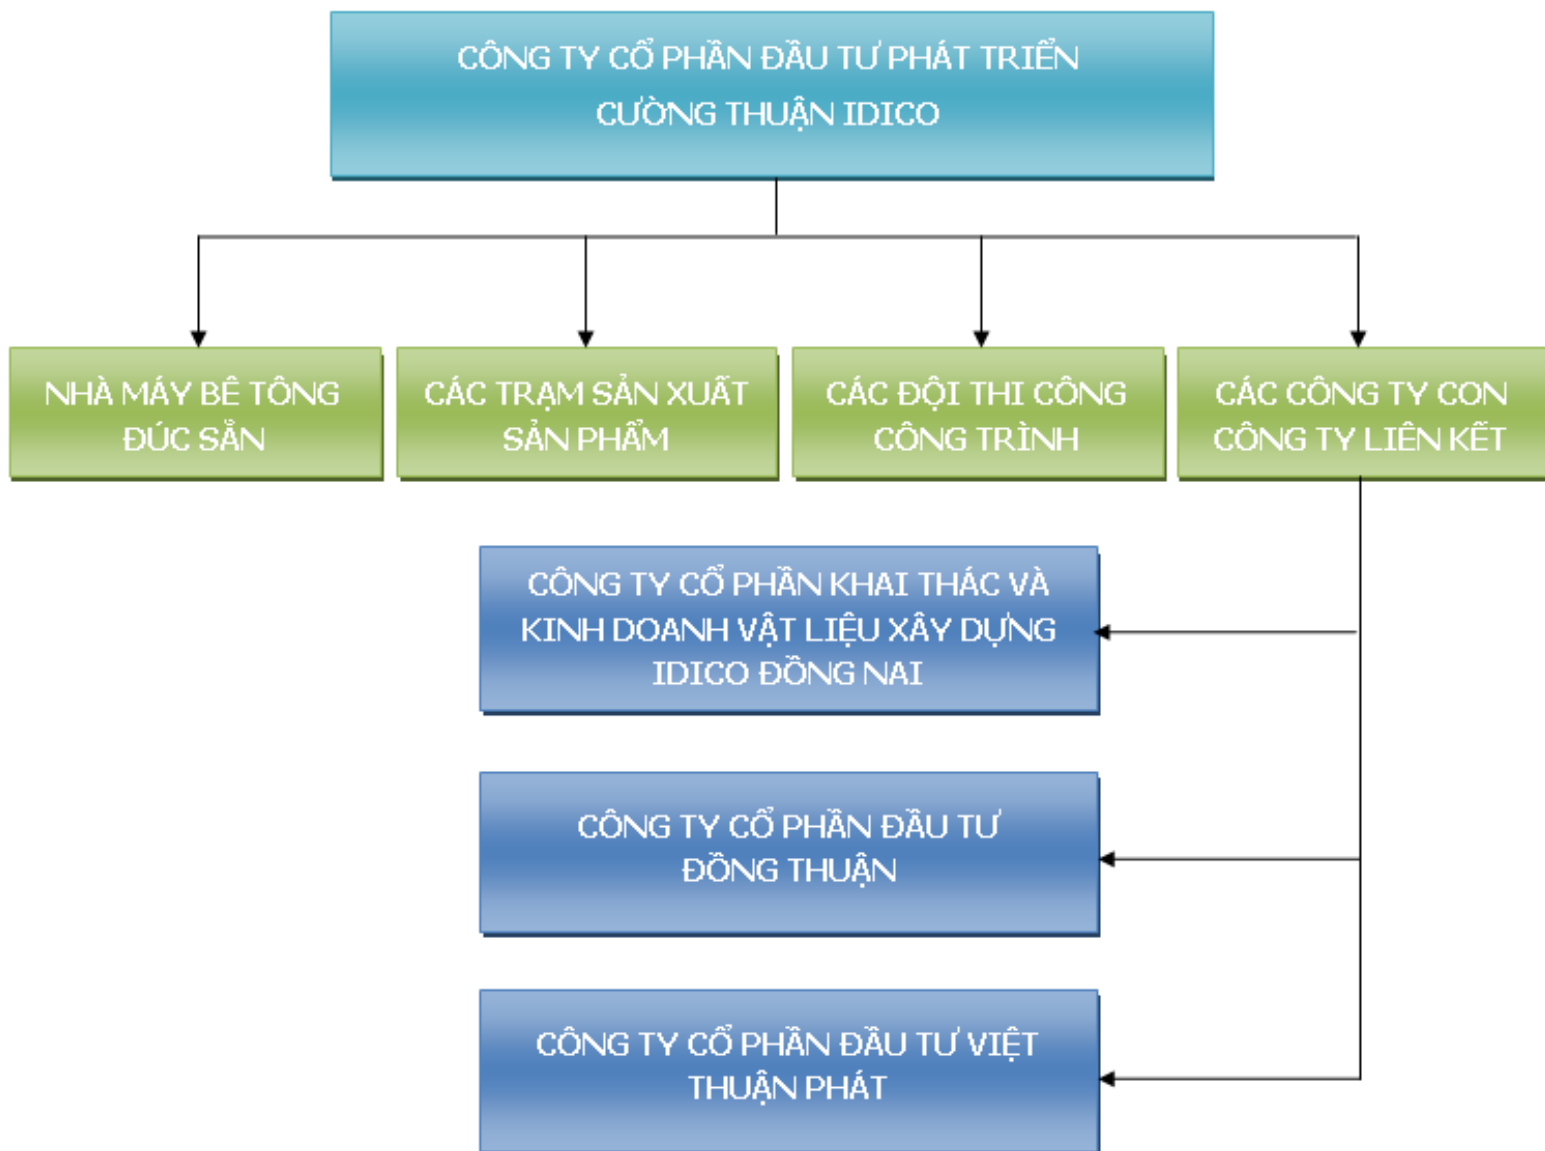 CÔNG TY CỔ PHẦN ĐẦU TƯ PHÁT TRIỂN
CƯỜNG THUẬN IDICO
NHÀ MÁY BÊ TÔNG
ĐÚC SẴN
CÁC TRẠM SẢN XUẤT
SẢN PHẨM
CÁC ĐỘI THI CÔNG
CÔNG TRÌNH
CÁC CÔNG TY CON
CÔNG TY LIÊN KẾT
CÔNG TY CỔ PHẦN KHAI THÁC VÀ
KINH DOANH VẬT LIỆU XÂY DỰNG
IDICO ĐỒNG NAI
CÔNG TY CỔ PHẦN ĐẦU TƯ
ĐỒNG THUẬN
CÔNG TY CỔ PHẦN ĐẦU TƯ VIỆT
THUẬN PHÁT